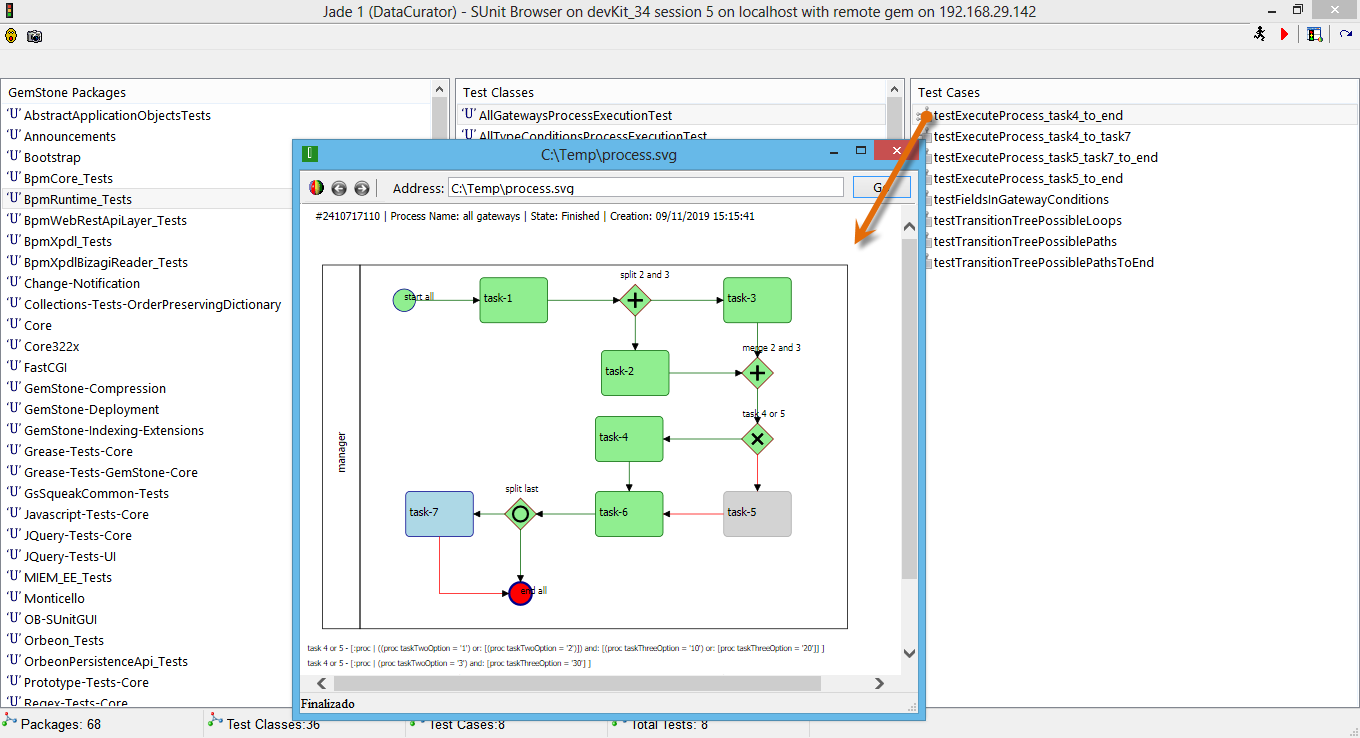 Jade 1 (DataCurator) - SUnit Browser on devKit_34 session 5 on localhost with remote gem on 192.168.29.142
GemStone Packages
'U' AbstractApplicationObjectsTests
'U' Announcements
'U' Bootstrap
'U' BpmCore_Tests
'U' BpmRuntime_Tests
'U' BpmWebRestApiLayer_Tests
'U' BpmXpdl_Tests
'U' BpmXpdlBizagiReader_Tests
'U' Change-Notification
'U' Collections-Tests-OrderPreservingDictionary
'U' Core
'U' Core322x
'U' FastCGI
'U' GemStone-Compression
'U' GemStone-Deployment
'U' GemStone-Indexing-Extensions
'U' Grease-Tests-Core
'U' Grease-Tests-GemStone-Core
'U' GsSqueakCommon-Tests
'U' Javascript-Tests-Core
'U' JQuery-Tests-Core
'U' JQuery-Tests-UI
'U' MIEM_EE_Tests
'U' Monticello
'U' OB-SUnitGUI
'U' Orbeon_Tests
'U' OrbeonPersistenceApi_Tests
'U' Prototype-Tests-Core
'U' Regex-Tests-Core
Test Classes
'U' AllGatewaysProcessExecutionTest
'U' AllTypeConditionsProcessExecutionTest
Test Cases
testExecuteProcess_task4_to_end
testExecuteProcess_task4_to_task7
testExecuteProcess_task5_task7_to_end
testExecuteProcess_task5_to_end
testFieldsInGatewayConditions
testTransitionTreePossibleLoops
testTransitionTreePossiblePaths
testTransitionTreePossiblePathsToEnd
C:\Temp\process.svg
Address: C:\Temp\process.svg
#2410717110 | Process Name: all gateways | State: Finished | Creation: 09/11/2019 15:15:41
manager
start all
task-1
split 2 and 3
task-3
task-2
merge 2 and 3
task 4 or 5
task-4
split last
task-7
task-6
task-5
end all
task 4 or 5 - [:proc | ((proc taskTwoOption = '1') or: [(proc taskTwoOption = '2')]) and: [(proc taskThreeOption = '10') or: [proc taskThreeOption = '20']] ]
task 4 or 5 - [:proc | (proc taskTwoOption = '3') and: [proc taskThreeOption = '30'] ]
Finalizado
Packages: 68
Test Classes:36
Test Cases:8
Total Tests: 8